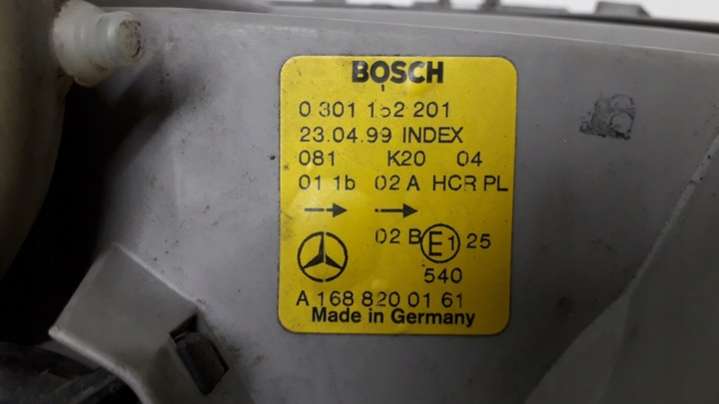 BOSCH
0 301 152 201
23.04.99 INDEX
081 K20 04
01 1b 02 A HCR PL
02 B E1 25
540
A 168 820 01 61
Made in Germany